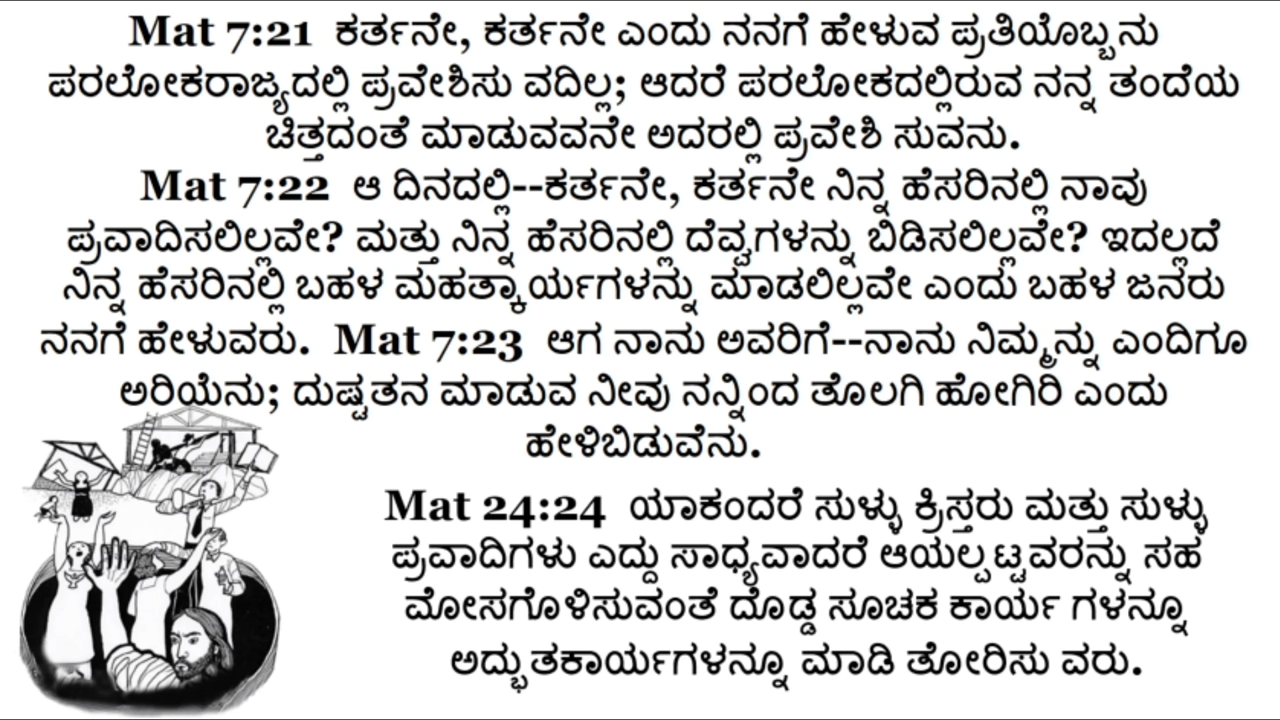 Mat 7:21 ಕರ್ತನೇ, ಕರ್ತನೇ ಎಂದು ನನಗೆ ಹೇಳುವ ಪ್ರತಿಯೊಬ್ಬನು
ಪರಲೋಕರಾಜ್ಯದಲ್ಲಿ ಪ್ರವೇಶಿಸು ವದಿಲ್ಲ; ಆದರೆ ಪರಲೋಕದಲ್ಲಿರುವ ನನ್ನ ತಂದೆಯ
ಚಿತ್ತದಂತೆ ಮಾಡುವವನೇ ಅದರಲ್ಲಿ ಪ್ರವೇಶಿ ಸುವನು.
Mat 7:22 ಆ ದಿನದಲ್ಲಿ--ಕರ್ತನೇ, ಕರ್ತನೇ ನಿನ್ನ ಹೆಸರಿನಲ್ಲಿ ನಾವು
ಪ್ರವಾದಿಸಲಿಲ್ಲವೇ? ಮತ್ತು ನಿನ್ನ ಹೆಸರಿನಲ್ಲಿ ದೆವ್ವಗಳನ್ನು ಬಿಡಿಸಲಿಲ್ಲವೇ? ಇದಲ್ಲದೆ
ನಿನ್ನ ಹೆಸರಿನಲ್ಲಿ ಬಹಳ ಮಹತ್ಕಾರ್ಯಗಳನ್ನು ಮಾಡಲಿಲ್ಲವೇ ಎಂದು ಬಹಳ ಜನರು
ನನಗೆ ಹೇಳುವರು. Mat 7:23 ಆಗ ನಾನು ಅವರಿಗೆ--ನಾನು ನಿಮ್ಮನ್ನು ಎಂದಿಗೂ
ಅರಿಯೆನು; ದುಷ್ಟತನ ಮಾಡುವ ನೀವು ನನ್ನಿಂದ ತೊಲಗಿ ಹೋಗಿರಿ ಎಂದು
ಹೇಳಿಬಿಡುವೆನು.
Mat 24:24 ಯಾಕಂದರೆ ಸುಳ್ಳು ಕ್ರಿಸ್ತರು ಮತ್ತು ಸುಳ್ಳು
ಪ್ರವಾದಿಗಳು ಎದ್ದು ಸಾಧ್ಯವಾದರೆ ಆಯಲ್ಪಟ್ಟವರನ್ನು ಸಹ
ಮೋಸಗೊಳಿಸುವಂತೆ ದೊಡ್ಡ ಸೂಚಕ ಕಾರ್ಯ ಗಳನ್ನೂ
ಅದ್ಭುತಕಾರ್ಯಗಳನ್ನೂ ಮಾಡಿ ತೋರಿಸು ವರು.